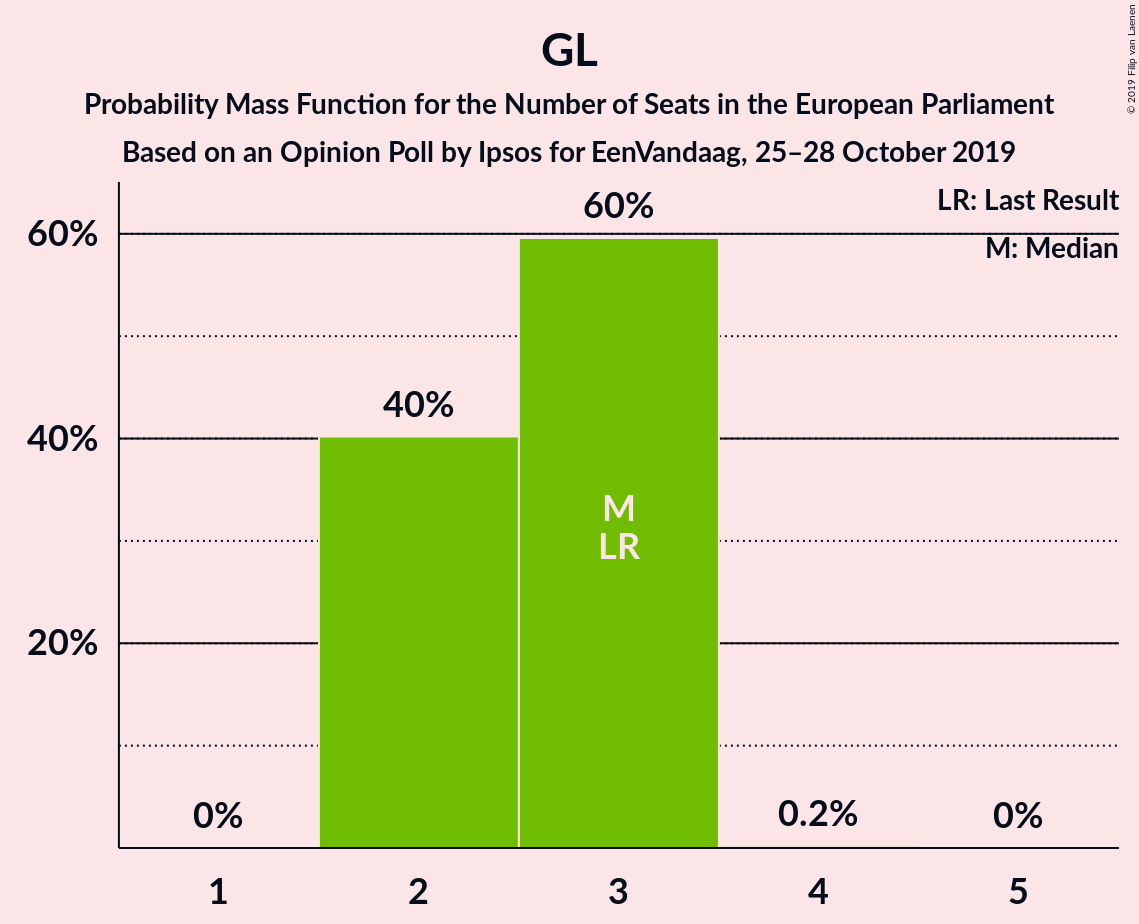 GL
Probability Mass Function for the Number of Seats in the European Parliament
Based on an Opinion Poll by Ipsos for EenVandaag, 25–28 October 2019
© 2019 Filip van Laenen
LR: Last Result
M: Median
60%
40%
20%
0%
40%
60%
M
LR
0.2%
0%
1 2 3 4 5